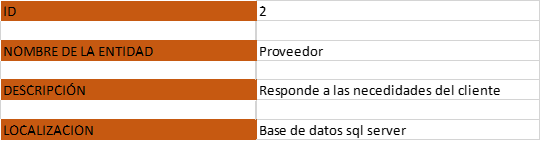 ID 2
NOMBRE DE LA ENTIDAD Proveedor
DESCRIPCIÓN Responde a las necedidades del cliente
LOCALIZACION Base de datos sql server